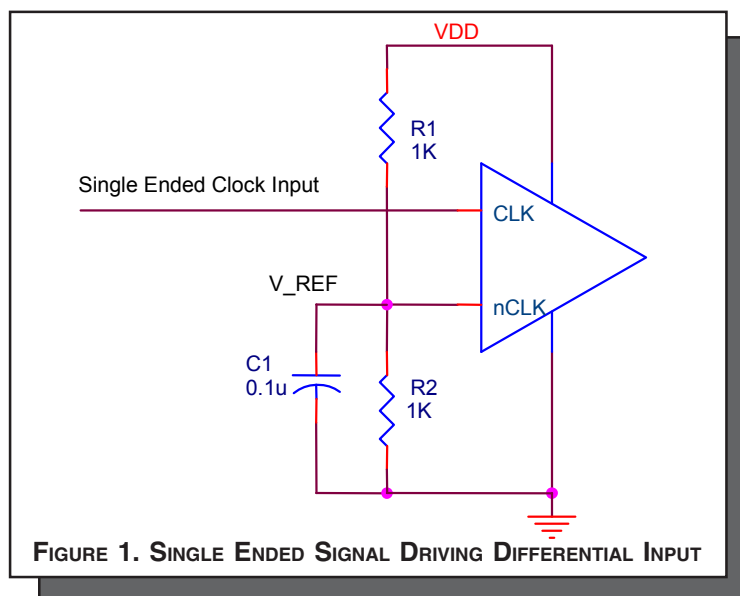 VDD
R1
1K
Single Ended Clock Input
CLK
V_REF
nCLK
C1
0.1u
R2
1K
FIGURE 1. SINGLE ENDED SIGNAL DRIVING DIFFERENTIAL INPUT